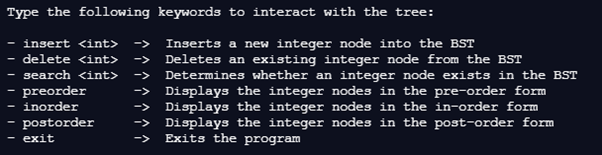 Type the following keywords to interact with the tree:
- insert <int>  ->  Inserts a new integer node into the BST
- delete <int>  ->  Deletes an existing integer node from the BST
- search <int>  ->  Determines whether an integer node exists in the BST
- preorder      ->  Displays the integer nodes in the pre-order form
- inorder       ->  Displays the integer nodes in the in-order form
- postorder     ->  Displays the integer nodes in the post-order form
- exit          ->  Exits the program